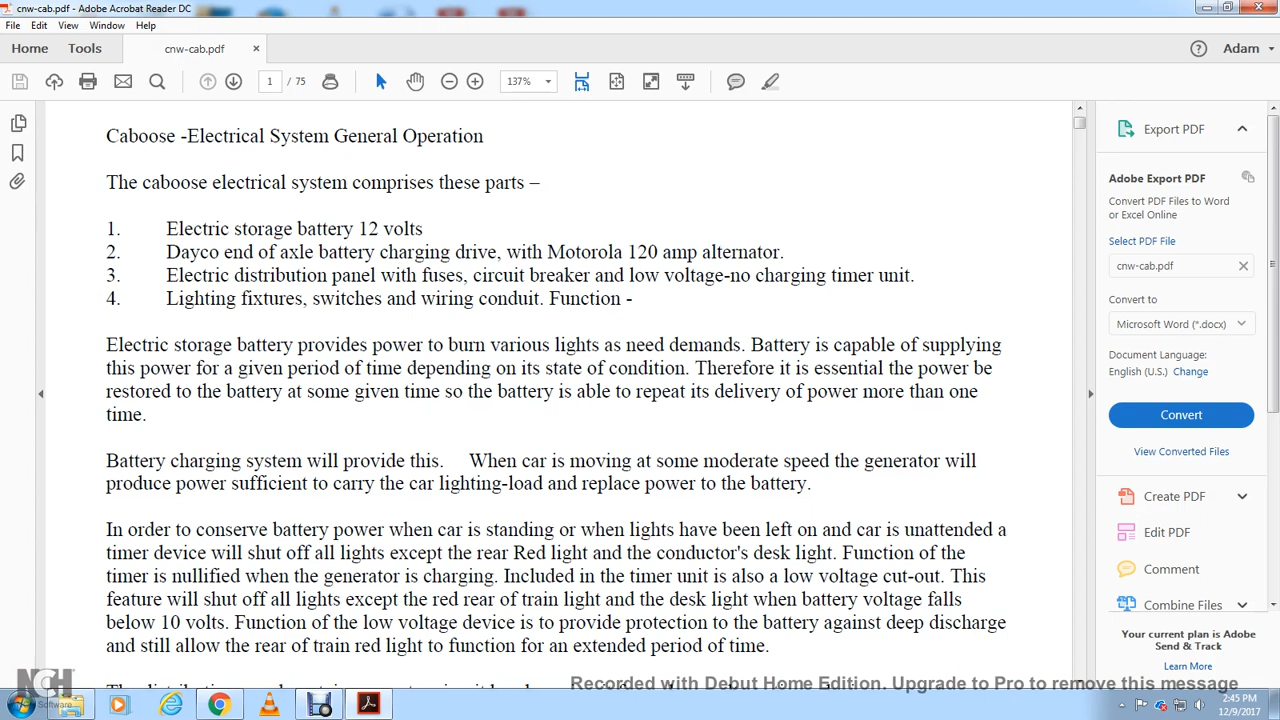 cnw-cab.pdf - Adobe Acrobat Reader DC
File Edit View Window Help
Home Tools cnw-cab.pdf × Adam
1 / 75 137%
Caboose -Electrical System General Operation
The caboose electrical system comprises these parts –
1. Electric storage battery 12 volts
2. Dayco end of axle battery charging drive, with Motorola 120 amp alternator.
3. Electric distribution panel with fuses, circuit breaker and low voltage-no charging timer unit.
4. Lighting fixtures, switches and wiring conduit. Function -
Electric storage battery provides power to burn various lights as need demands. Battery is capable of supplying
this power for a given period of time depending on its state of condition. Therefore it is essential the power be
restored to the battery at some given time so the battery is able to repeat its delivery of power more than one
time.
Battery charging system will provide this. When car is moving at some moderate speed the generator will
produce power sufficient to carry the car lighting-load and replace power to the battery.
In order to conserve battery power when car is standing or when lights have been left on and car is unattended a
timer device will shut off all lights except the rear Red light and the conductor's desk light. Function of the
timer is nullified when the generator is charging. Included in the timer unit is also a low voltage cut-out. This
feature will shut off all lights except the red rear of train light and the desk light when battery voltage falls
below 10 volts. Function of the low voltage device is to provide protection to the battery against deep discharge
and still allow the rear of train red light to function for an extended period of time.
Export PDF
Adobe Export PDF
Convert PDF Files to Word
or Excel Online
Select PDF File
cnw-cab.pdf
Convert to
Microsoft Word (*.docx)
Document Language:
English (U.S.) Change
Convert
View Converted Files
Create PDF
Edit PDF
Comment
Combine Files
Your current plan is Adobe
Send & Track
Learn More
Recorded with Debut Home Edition. Upgrade to Pro to remove this message
NCH
Software
2:45 PM
12/9/2017